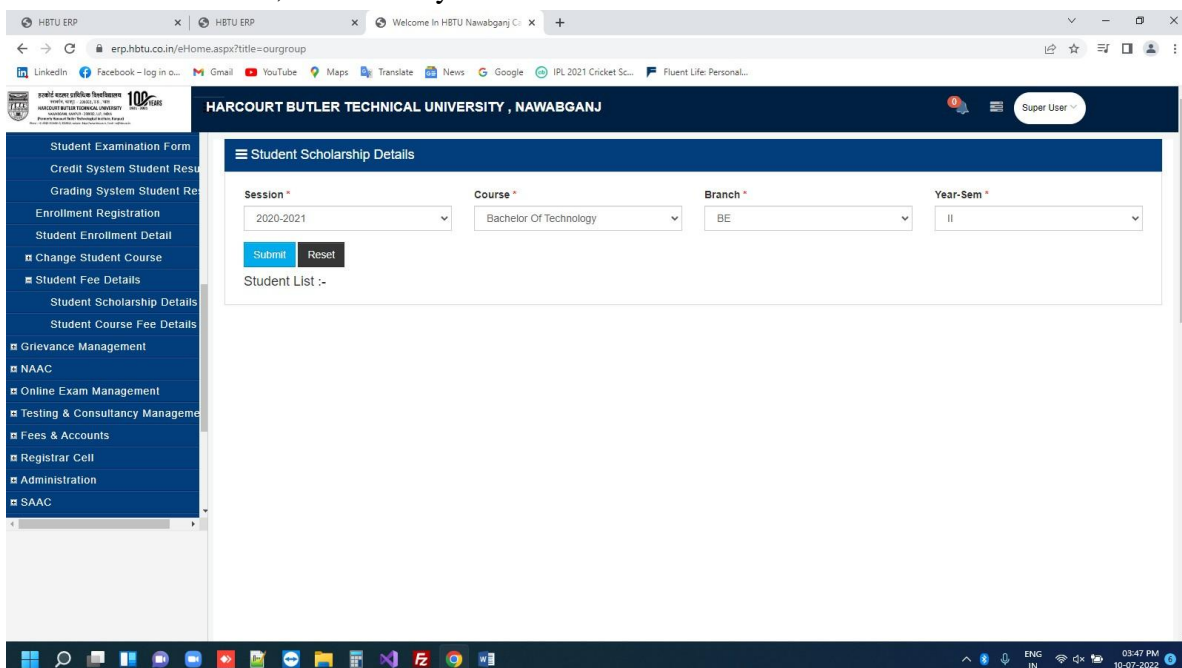 HBTU ERP
HBTU ERP
Welcome In HBTU Nawabganj Ca
erp.hbtu.co.in/eHome.aspx?title=ourgroup
LinkedIn
Facebook – log in o...
Gmail
YouTube
Maps
Translate
News
Google
IPL 2021 Cricket Sc...
Fluent Life: Personal...
100 YEARS
HARCOURT BUTLER TECHNICAL UNIVERSITY
HARCOURT BUTLER TECHNICAL UNIVERSITY , NAWABGANJ
0
Super User
Student Examination Form
Credit System Student Resu
Grading System Student Re
Enrollment Registration
Student Enrollment Detail
Change Student Course
Student Fee Details
Student Scholarship Details
Student Course Fee Details
Grievance Management
NAAC
Online Exam Management
Testing & Consultancy Manageme
Fees & Accounts
Registrar Cell
Administration
SAAC
Student Scholarship Details
Session * Course * Branch * Year-Sem *
2020-2021 Bachelor Of Technology BE II
Submit Reset
Student List :-
ENG
IN
03:47 PM
10-07-2022
6